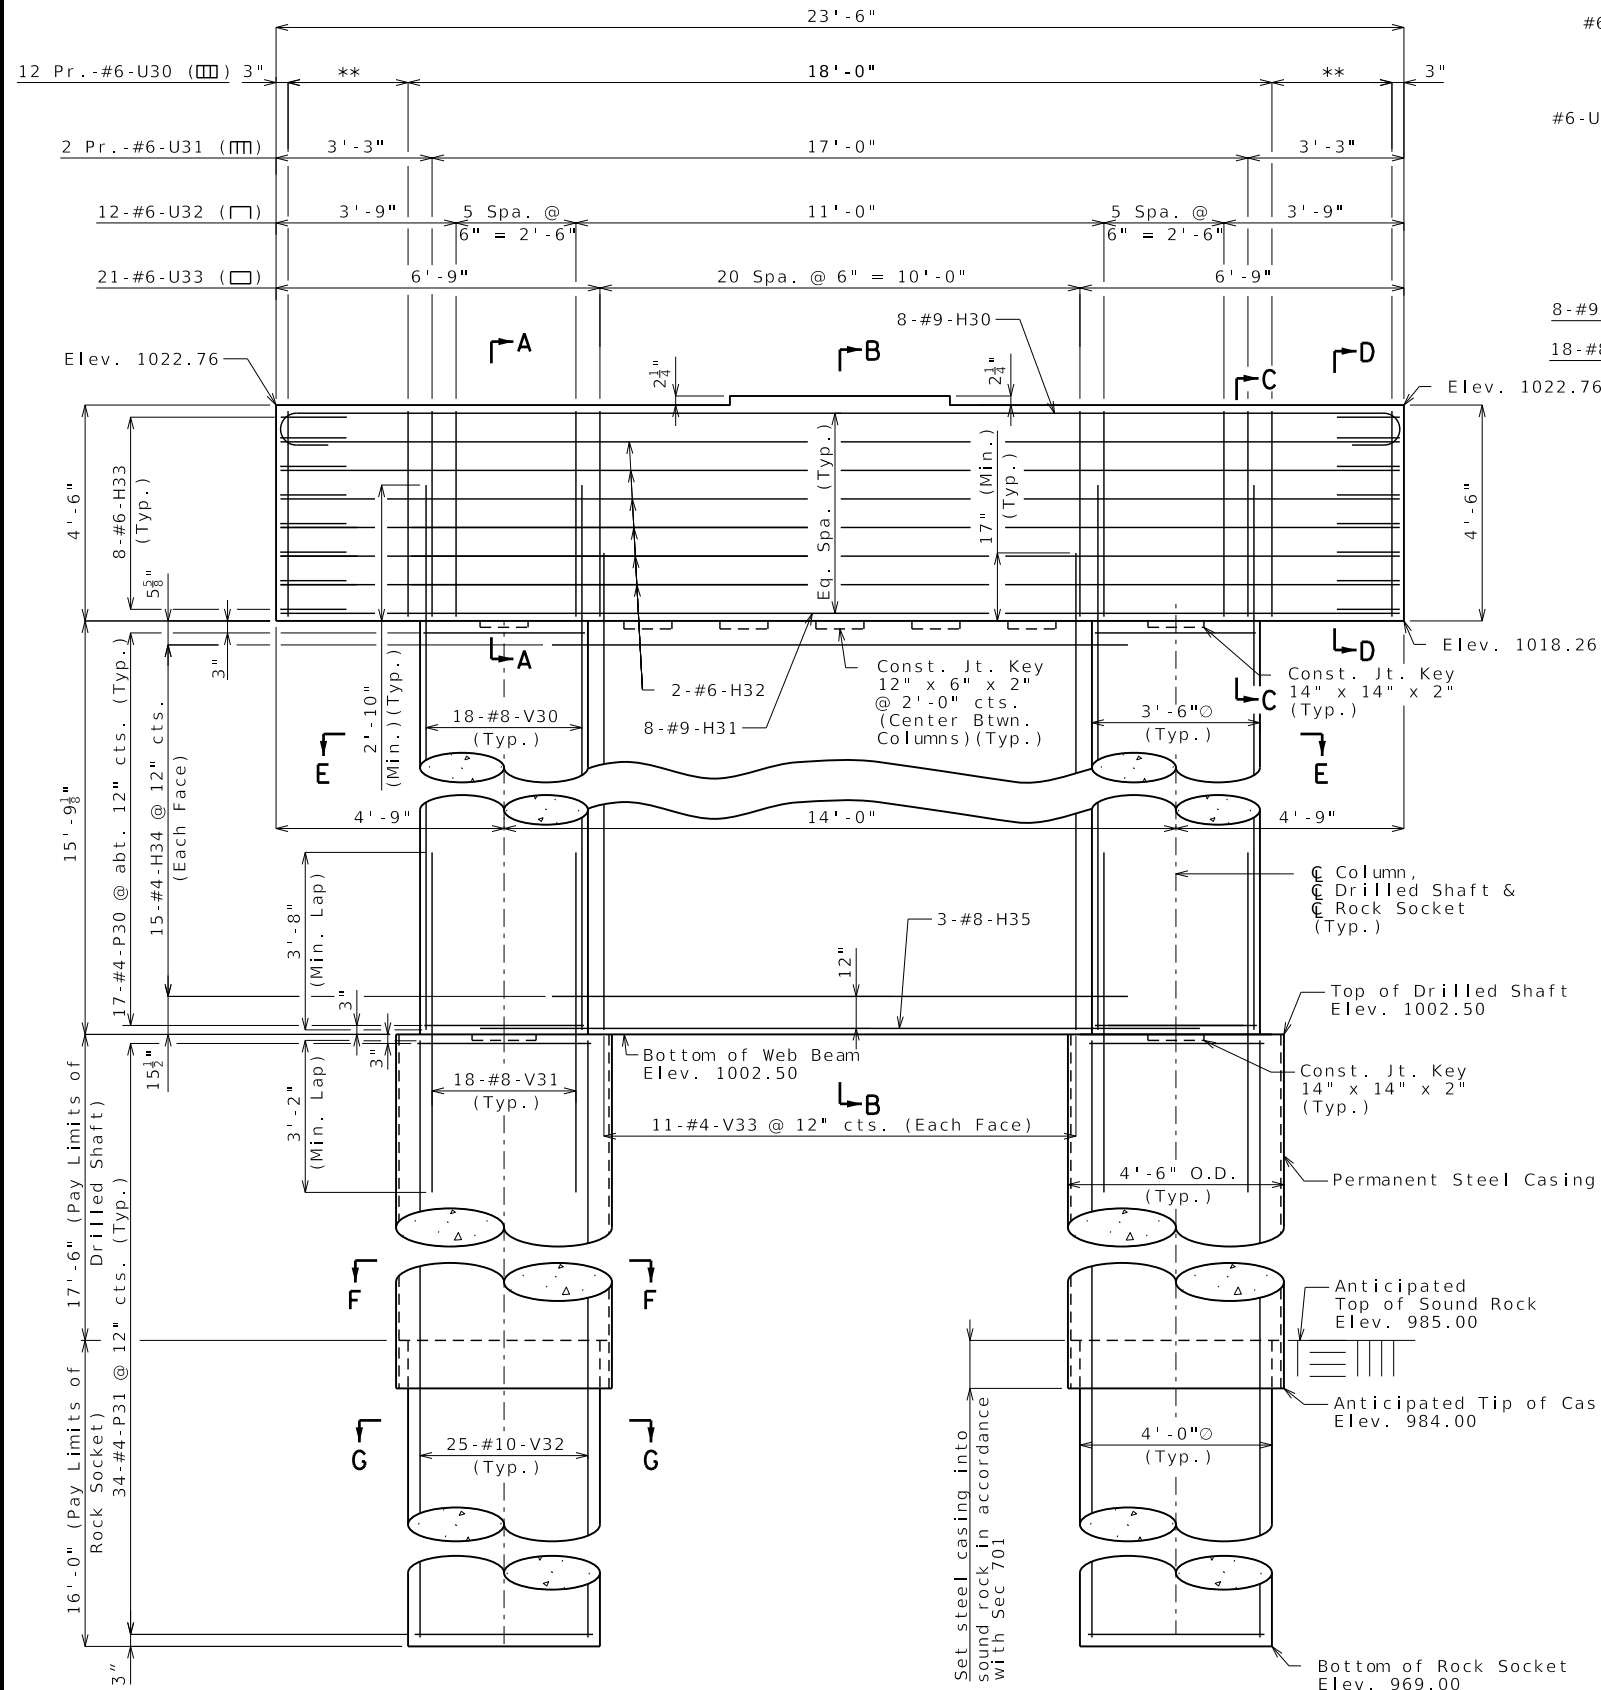 23'-6"
#6
12 Pr.-#6-U30 ( ) 3" ** 18'-0" ** 3"
#6-U
2 Pr.-#6-U31 ( ) 3'-3" 17'-0" 3'-3"
12-#6-U32 ( ) 3'-9" 5 Spa. @ 11'-0" 5 Spa. @ 3'-9"
6" = 2'-6" 6" = 2'-6"
21-#6-U33 ( ) 6'-9" 20 Spa. @ 6" = 10'-0" 6'-9"
8-#9-H30
8-#9
18-#8
A B C D
Elev. 1022.76
2¼" 2¼"
Elev. 1022.76
4'-6"
8-#6-H33
(Typ.)
5⅝"
Eq. Spa. (Typ.)
17" (Min.)
(Typ.)
4'-6"
Elev. 1018.26
A D C
3"
2'-10"
(Min.)(Typ.)
2-#6-H32
8-#9-H31
Const. Jt. Key
12" x 6" x 2"
@ 2'-0" cts.
(Center Btwn.
Columns)(Typ.)
Const. Jt. Key
14" x 14" x 2"
(Typ.)
18-#8-V30
(Typ.)
3'-6"∅
(Typ.)
E E
15'-9⅛"
17-#4-P30 @ abt. 12" cts. (Typ.)
15-#4-H34 @ 12" cts.
(Each Face)
4'-9" 14'-0" 4'-9"
℄ Column,
℄ Drilled Shaft &
℄ Rock Socket
(Typ.)
3'-8"
(Min. Lap)
3-#8-H35
12"
3"
Top of Drilled Shaft
Elev. 1002.50
15½"
3"
Bottom of Web Beam
Elev. 1002.50
3'-2"
(Min. Lap)
18-#8-V31
(Typ.)
B
11-#4-V33 @ 12" cts. (Each Face)
Const. Jt. Key
14" x 14" x 2"
(Typ.)
17'-6" (Pay Limits of
Drilled Shaft)
34-#4-P31 @ 12" cts. (Typ.)
4'-6" O.D.
(Typ.)
Permanent Steel Casing
F F
Anticipated
Top of Sound Rock
Elev. 985.00
Anticipated Tip of Cas
Elev. 984.00
16'-0" (Pay Limits of
Rock Socket)
G G
25-#10-V32
(Typ.)
4'-0"∅
(Typ.)
Set steel casing into
sound rock in accordance
with Sec 701
3"
Bottom of Rock Socket
Elev. 969.00